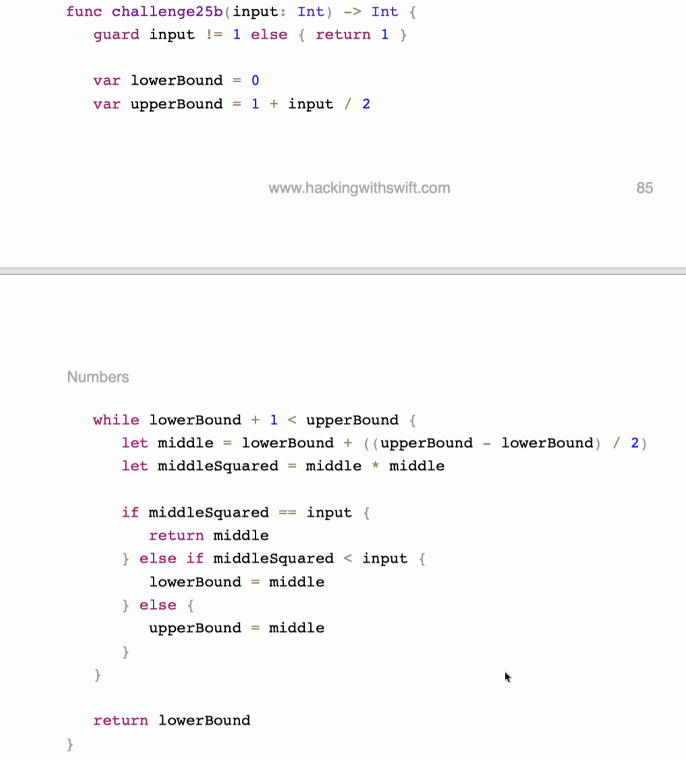 func challenge25b(input: Int) -> Int {
guard input != 1 else { return 1 }
var lowerBound = 0
var upperBound = 1 + input / 2
www.hackingwithswift.com 85
Numbers
while lowerBound + 1 < upperBound {
let middle = lowerBound + ((upperBound - lowerBound) / 2)
let middleSquared = middle * middle
if middleSquared == input {
return middle
} else if middleSquared < input {
lowerBound = middle
} else {
upperBound = middle
}
}
return lowerBound
}